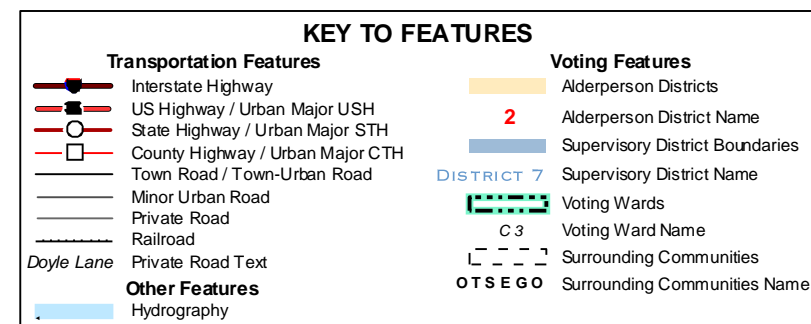 KEY TO FEATURES
Transportation Features
Interstate Highway
US Highway / Urban Major USH
State Highway / Urban Major STH
County Highway / Urban Major CTH
Town Road / Town-Urban Road
Minor Urban Road
Private Road
Railroad
Doyle Lane Private Road Text
Other Features
Hydrography
Voting Features
Alderperson Districts
2 Alderperson District Name
Supervisory District Boundaries
DISTRICT 7 Supervisory District Name
Voting Wards
C 3 Voting Ward Name
Surrounding Communities
OTSEGO Surrounding Communities Name